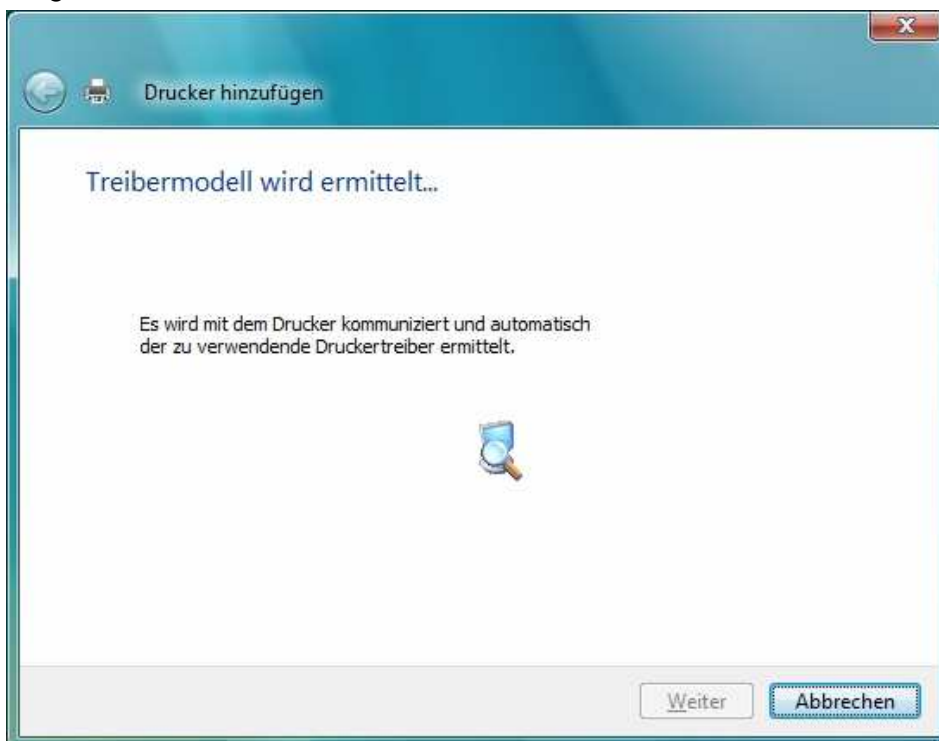 Drucker hinzufügen
Treibermodell wird ermittelt...
Es wird mit dem Drucker kommuniziert und automatisch
der zu verwendende Druckertreiber ermittelt.
Weiter
Abbrechen